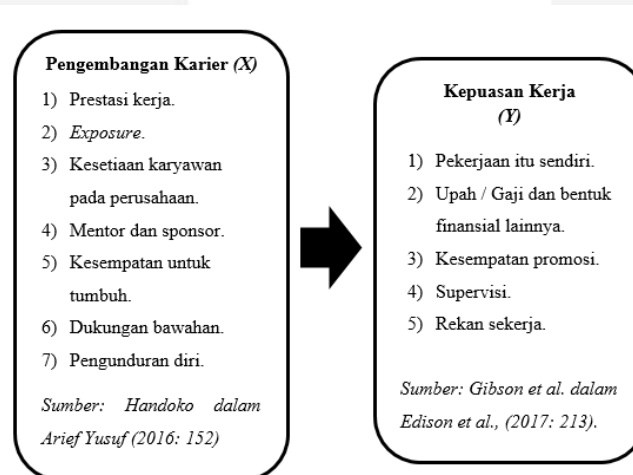 Pengembangan Karier (X)
1) Prestasi kerja.
2) Exposure.
3) Kesetiaan karyawan
pada perusahaan.
4) Mentor dan sponsor.
5) Kesempatan untuk
tumbuh.
6) Dukungan bawahan.
7) Pengunduran diri.
Sumber: Handoko dalam
Arief Yusuf (2016: 152)
Kepuasan Kerja
(Y)
1) Pekerjaan itu sendiri.
2) Upah / Gaji dan bentuk
finansial lainnya.
3) Kesempatan promosi.
4) Supervisi.
5) Rekan sekerja.
Sumber: Gibson et al. dalam
Edison et al., (2017: 213).